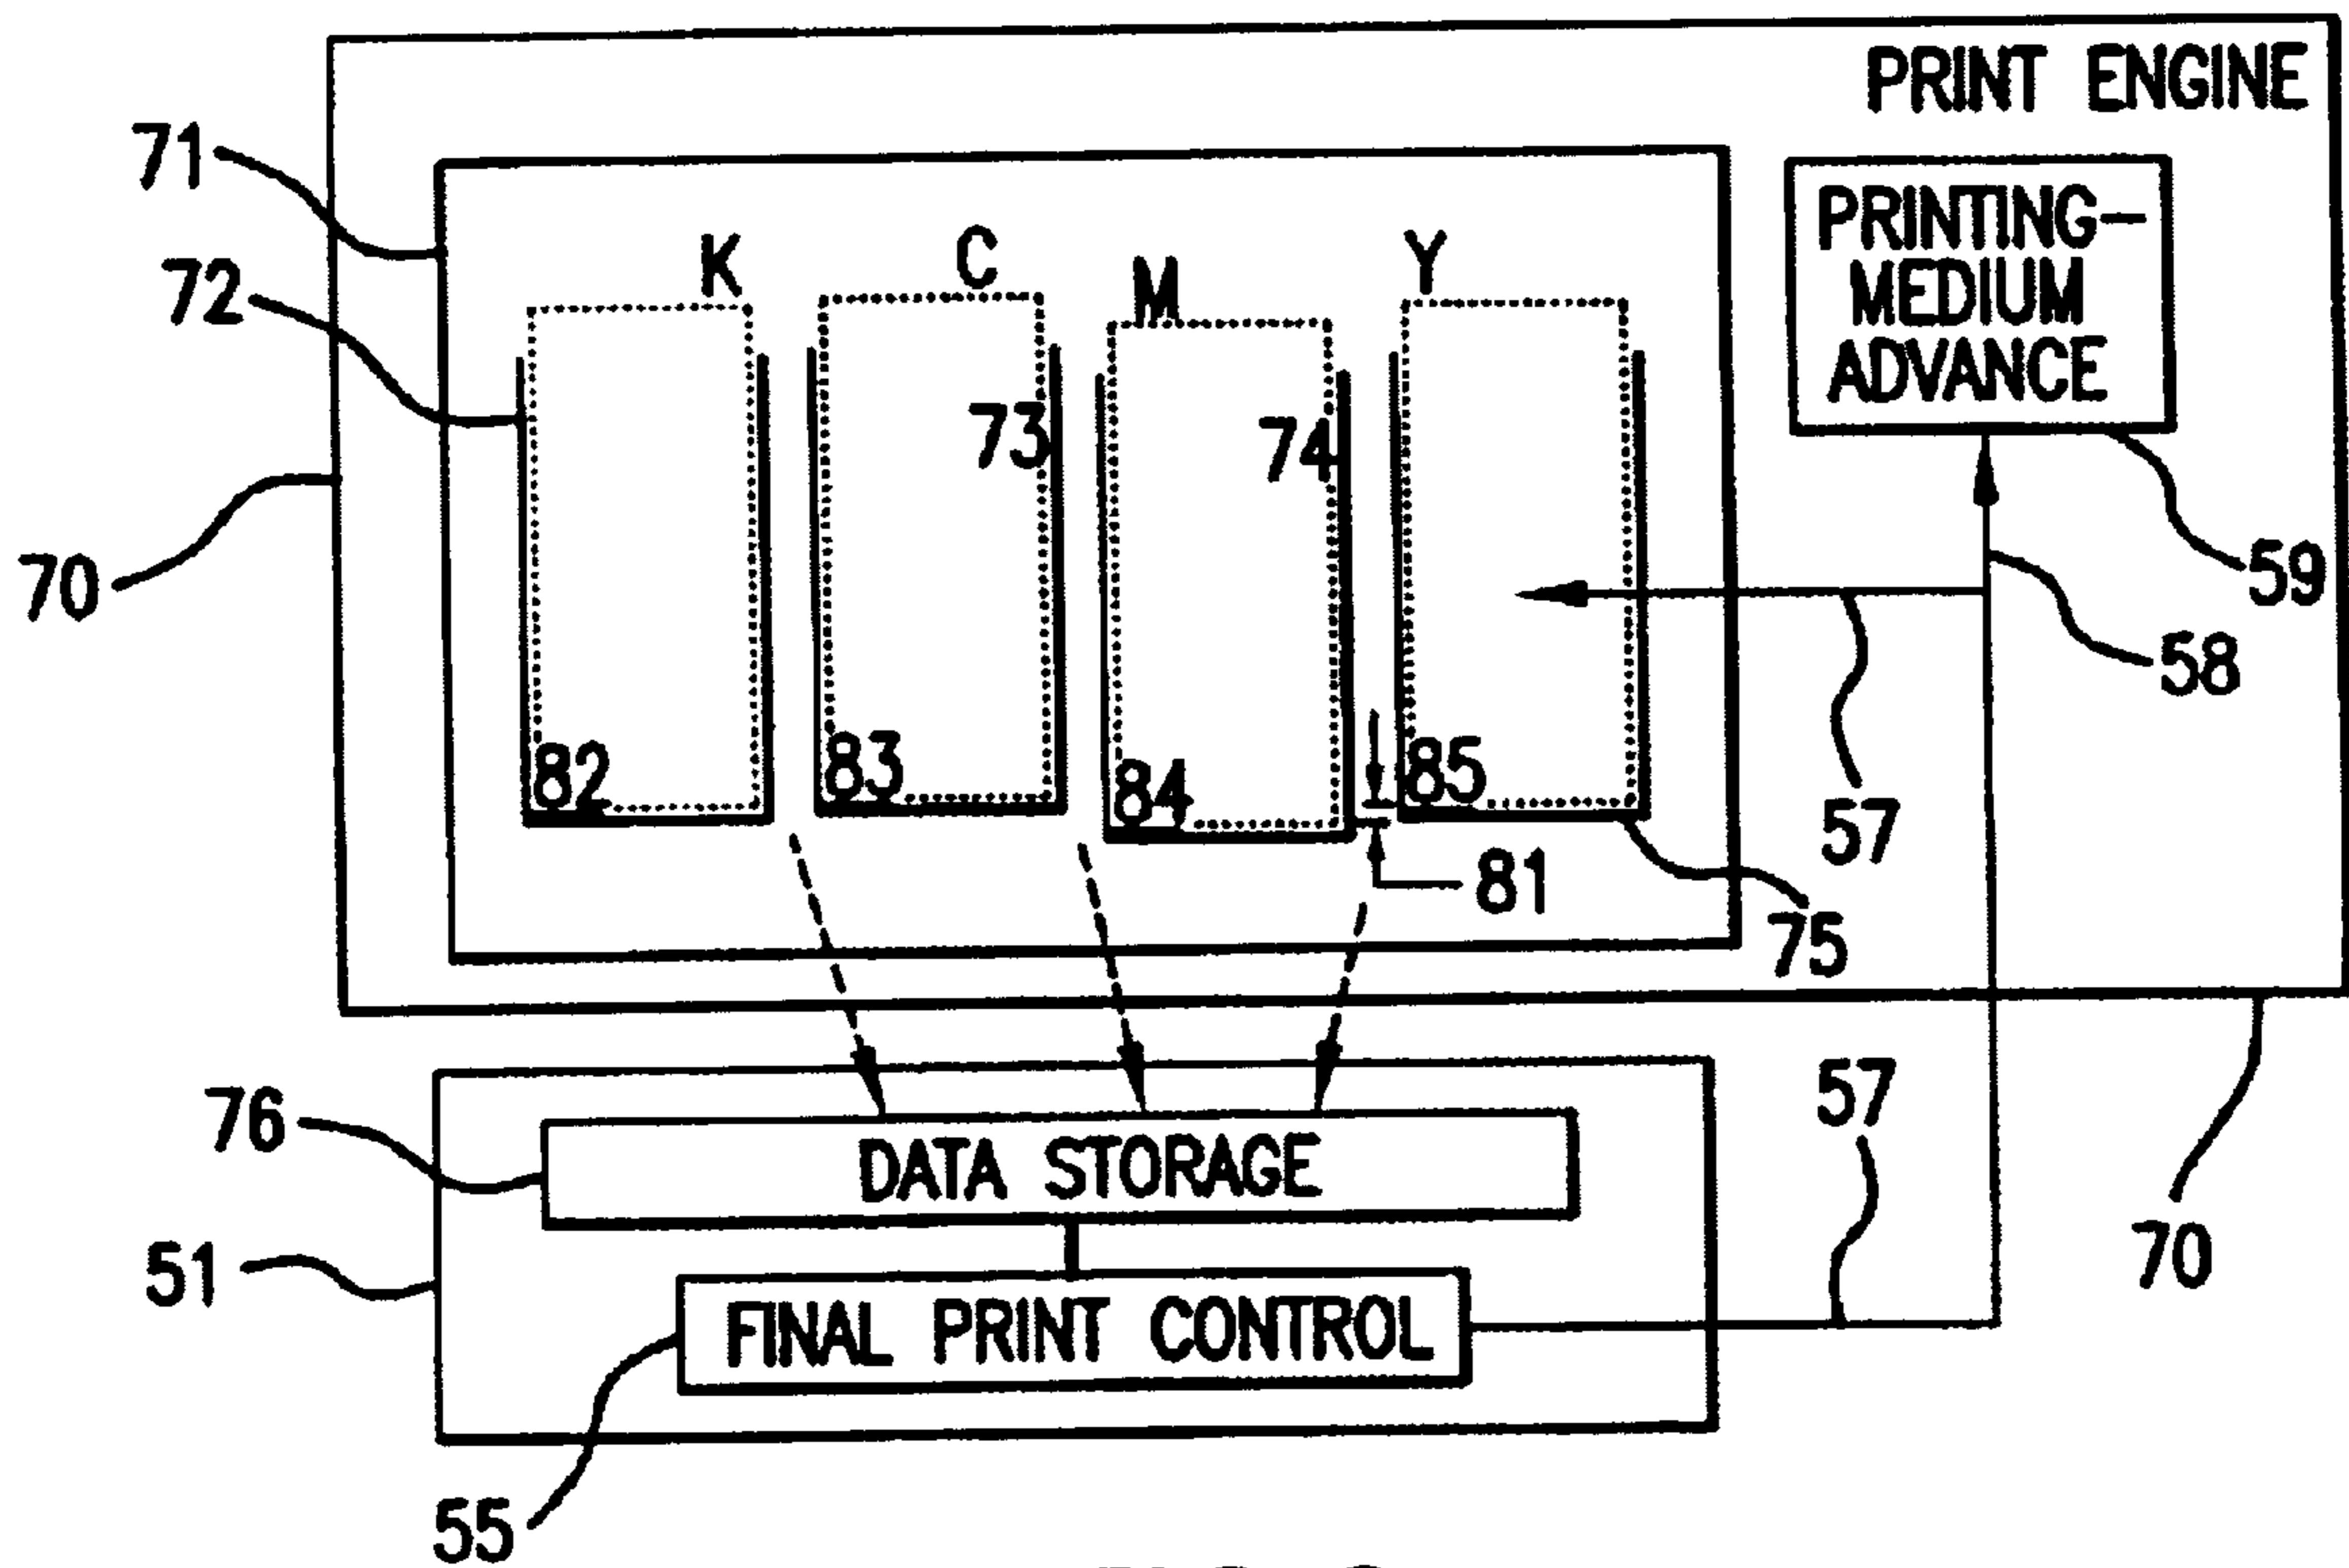 PRINT ENGINE
71
PRINTING-
MEDIUM
ADVANCE
K
C
M
Y
72
73
74
70
59
58
82
83
84
85
57
81
75
76
DATA STORAGE
57
51
70
FINAL PRINT CONTROL
55